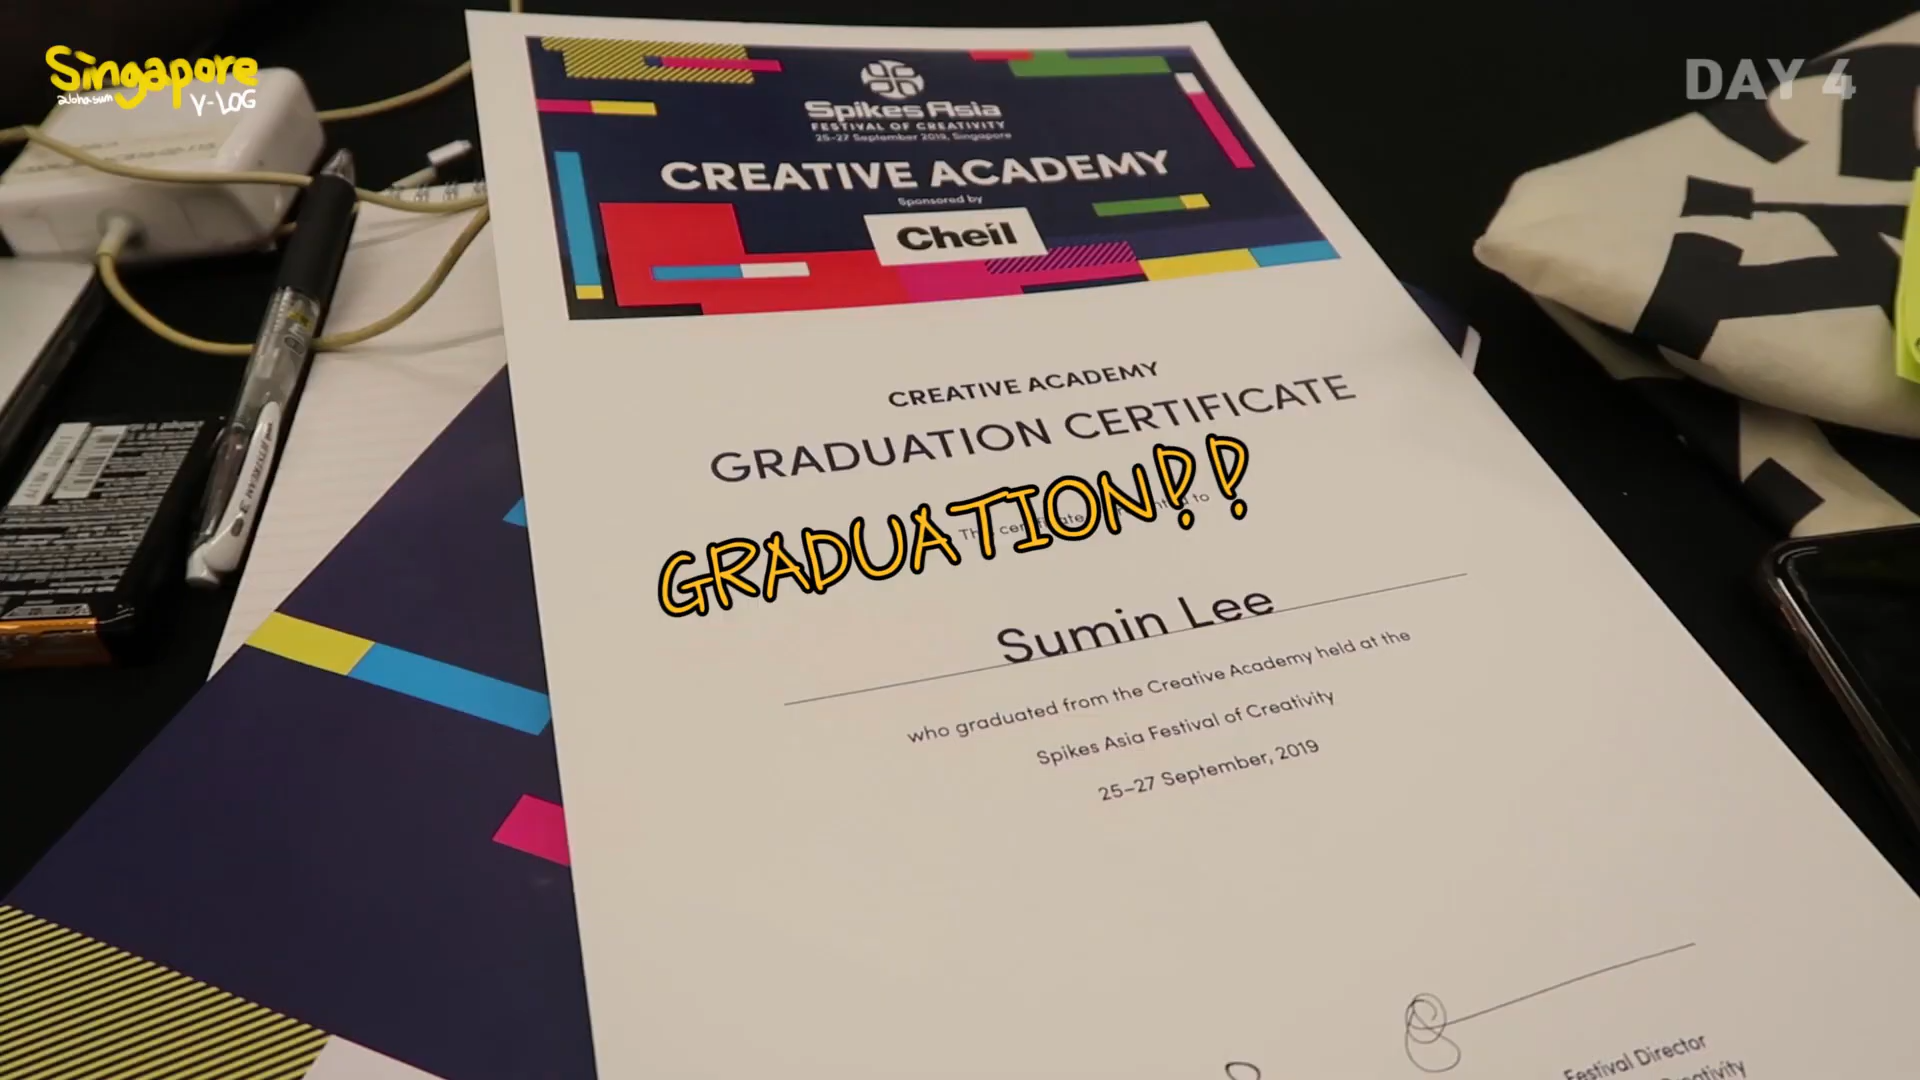 Singapore
alohasum V-LOG
DAY 4
Spikes Asia
FESTIVAL OF CREATIVITY
25-27 September 2019, Singapore
CREATIVE ACADEMY
Sponsored by
Cheil
CREATIVE ACADEMY
GRADUATION CERTIFICATE
to
GRADUATION!?
Sumin Lee
who graduated from the Creative Academy held at the
Spikes Asia Festival of Creativity
25–27 September, 2019
Festival Director